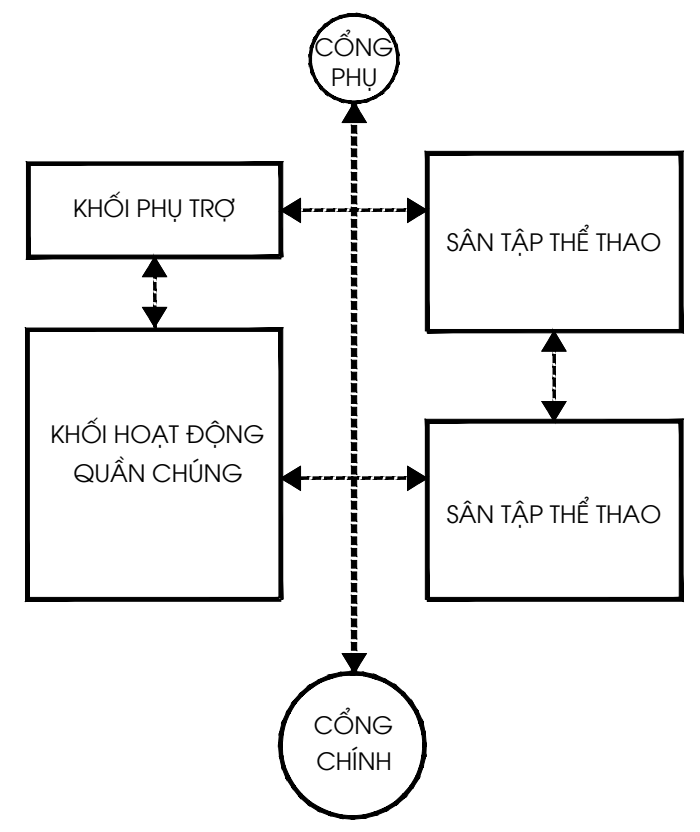 CỔNG
PHỤ
KHỐI PHỤ TRỢ
SÂN TẬP THỂ THAO
KHỐI HOẠT ĐỘNG
QUẦN CHÚNG
SÂN TẬP THỂ THAO
CỔNG
CHÍNH